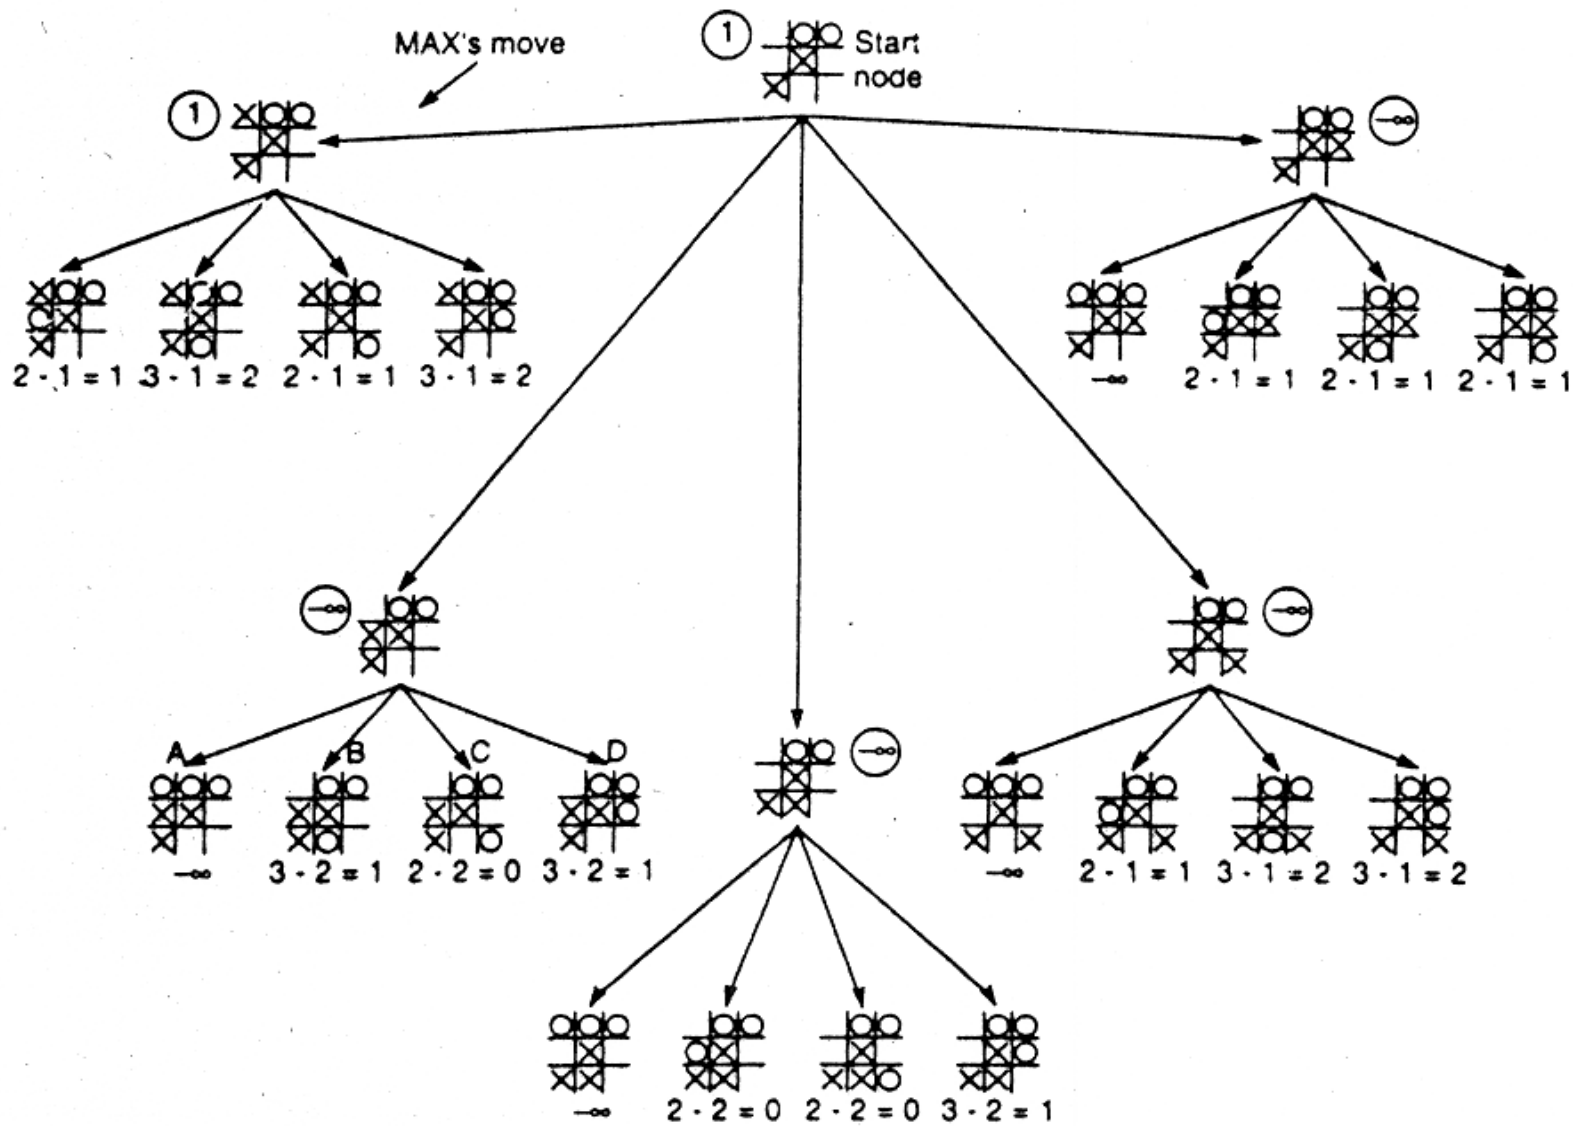 MAX's move
1
Start
node
1
-∞
2 - 1 = 1
3 - 1 = 2
2 - 1 = 1
3 - 1 = 2
-∞
2 - 1 = 1
2 - 1 = 1
2 - 1 = 1
-∞
-∞
A
B
C
D
-∞
-∞
3 - 2 = 1
2 - 2 = 0
3 - 2 = 1
-∞
2 - 1 = 1
3 - 1 = 2
3 - 1 = 2
-∞
2 - 2 = 0
2 - 2 = 0
3 - 2 = 1